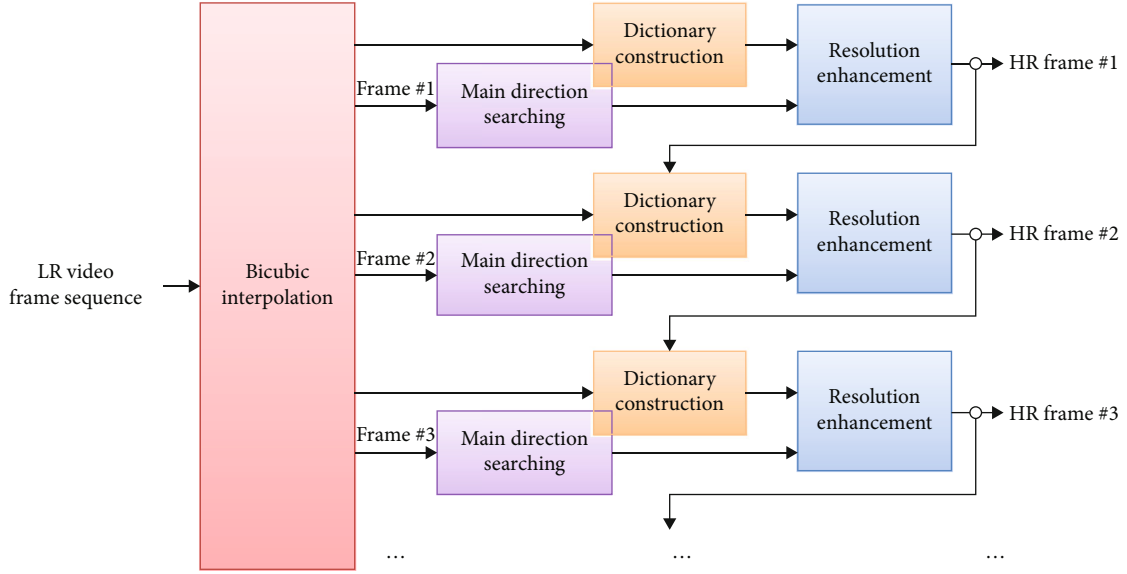 LR video
frame sequence
Bicubic
interpolation
Dictionary
construction
Resolution
enhancement
HR frame #1
Frame #1
Main direction
searching
Dictionary
construction
Resolution
enhancement
HR frame #2
Frame #2
Main direction
searching
Dictionary
construction
Resolution
enhancement
HR frame #3
Frame #3
Main direction
searching
... ... ...